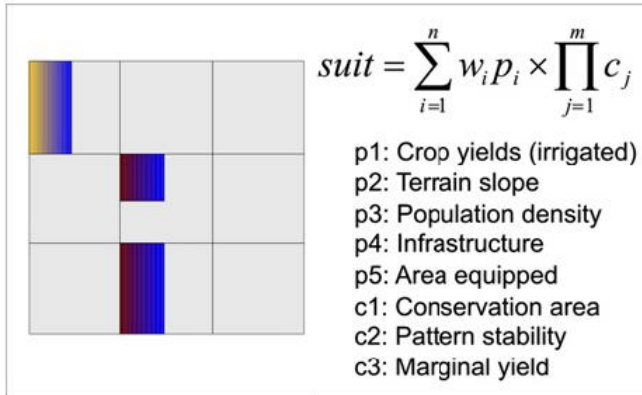 suit = \sum_{i=1}^{n} w_i p_i × \prod_{j=1}^{m} c_j
p1: Crop yields (irrigated)
p2: Terrain slope
p3: Population density
p4: Infrastructure
p5: Area equipped
c1: Conservation area
c2: Pattern stability
c3: Marginal yield